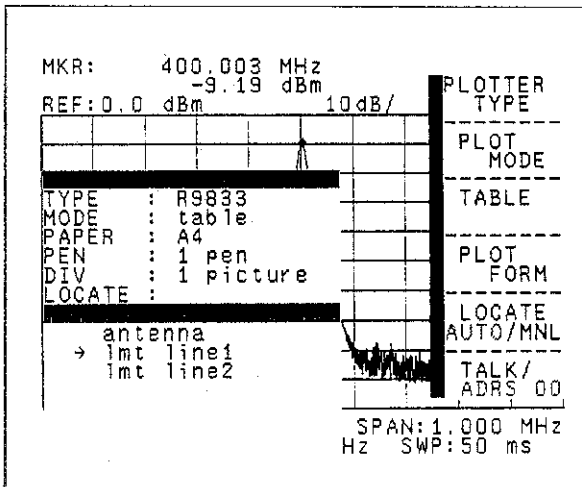 MKR: 400.003 MHz
-9.19 dBm
REF:0.0 dBm 10dB/
TYPE : R9833
MODE : table
PAPER : A4
PEN : 1 pen
DIV : 1 picture
LOCATE :
antenna
→ lmt line1
lmt line2
SPAN:1.000 MHz
Hz SWP:50 ms
PLOTTER
TYPE
PLOT
MODE
TABLE
PLOT
FORM
LOCATE
AUTO/MNL
TALK/
ADRS 00